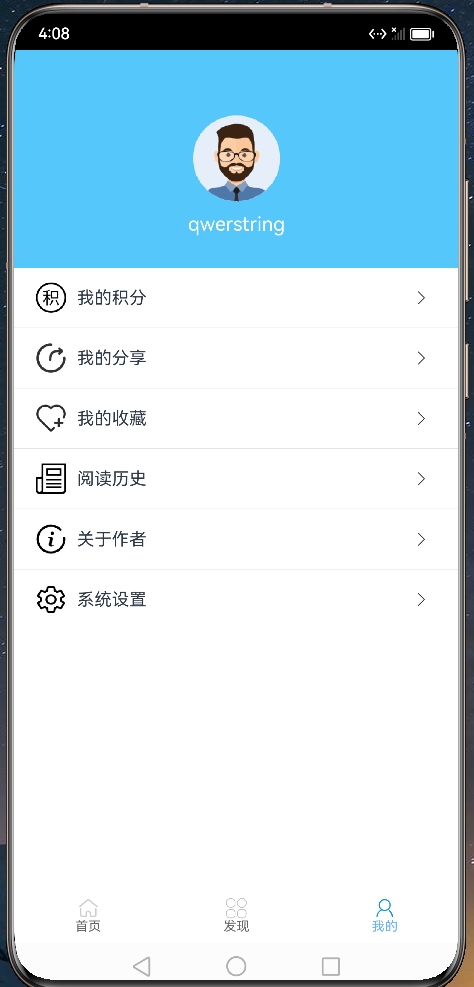 4:08
qwerstring
积 我的积分
我的分享
我的收藏
阅读历史
关于作者
系统设置
首页 发现 我的